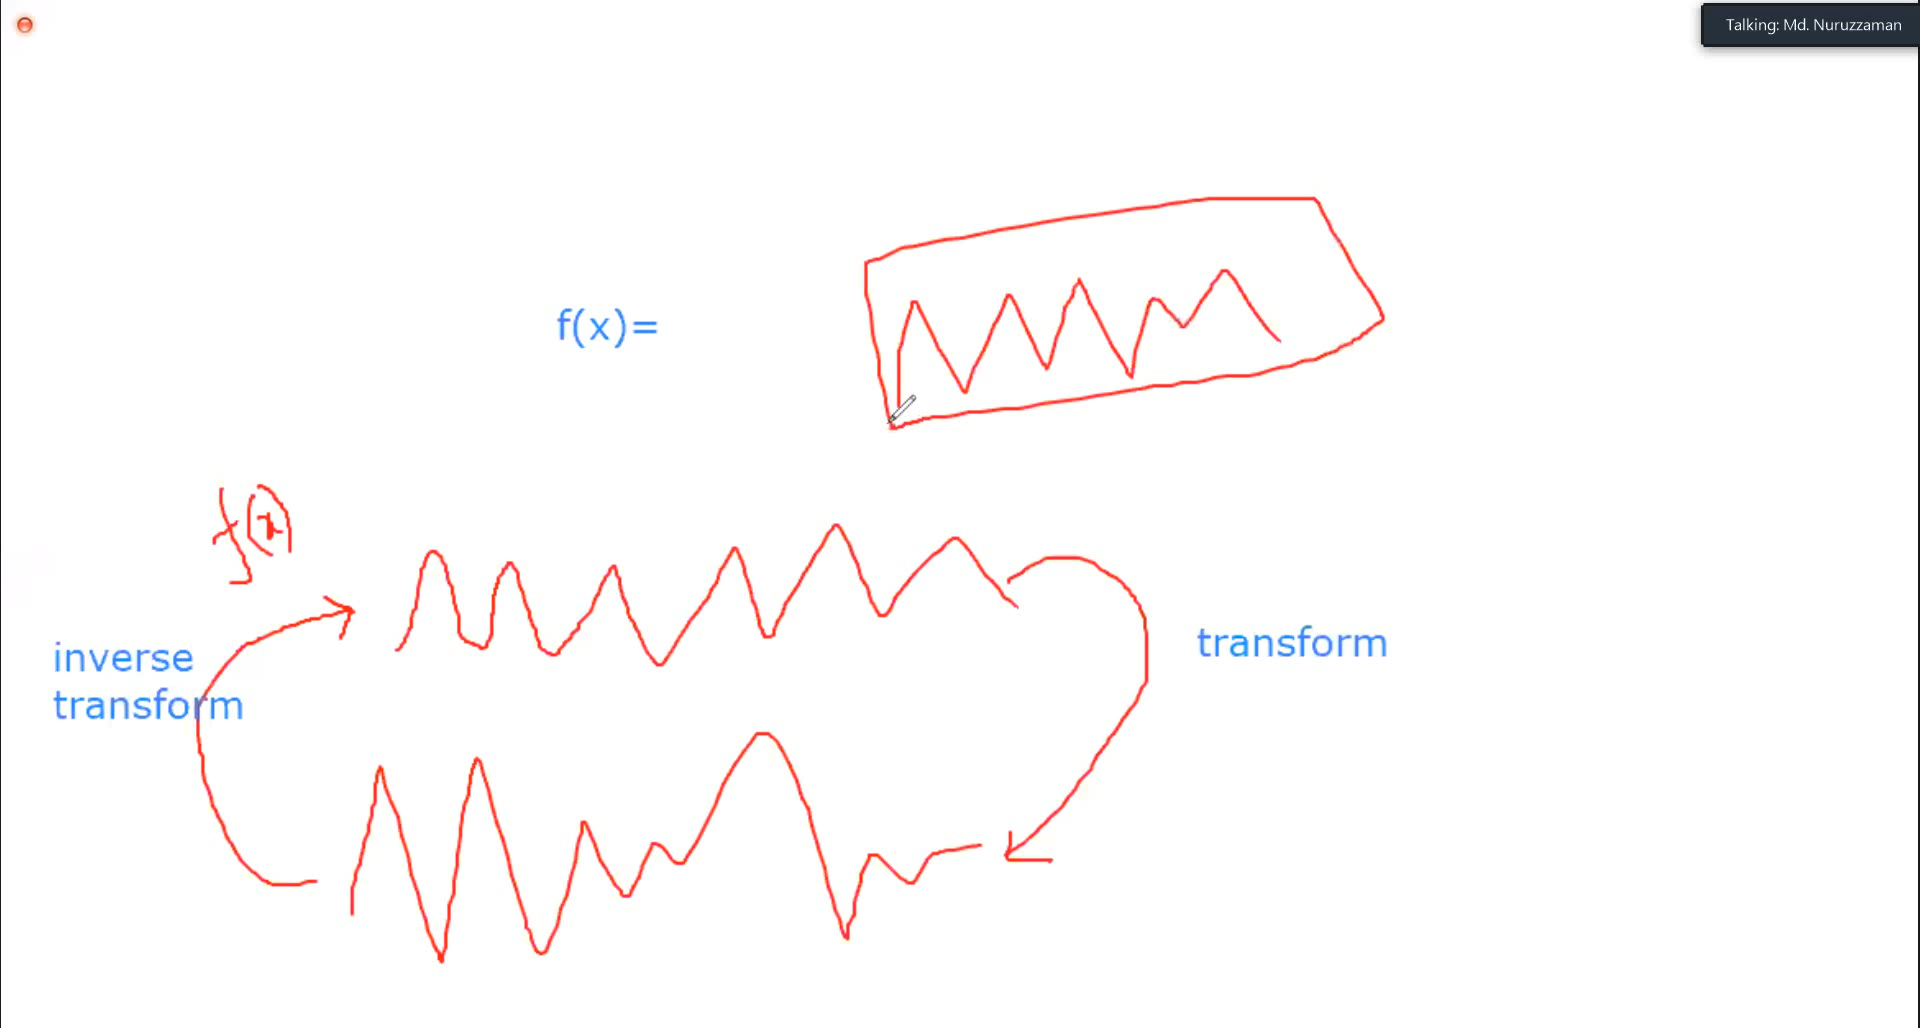 Talking: Md. Nuruzzaman
f(x)=
f(x)
inverse
transform
transform